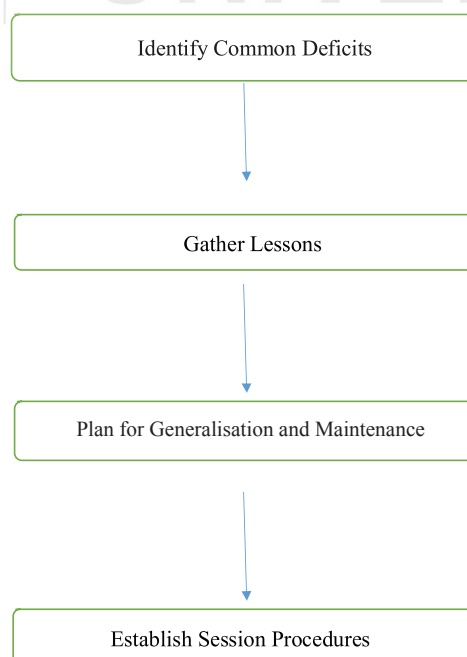 Identify Common Deficits
Gather Lessons
Plan for Generalisation and Maintenance
Establish Session Procedures